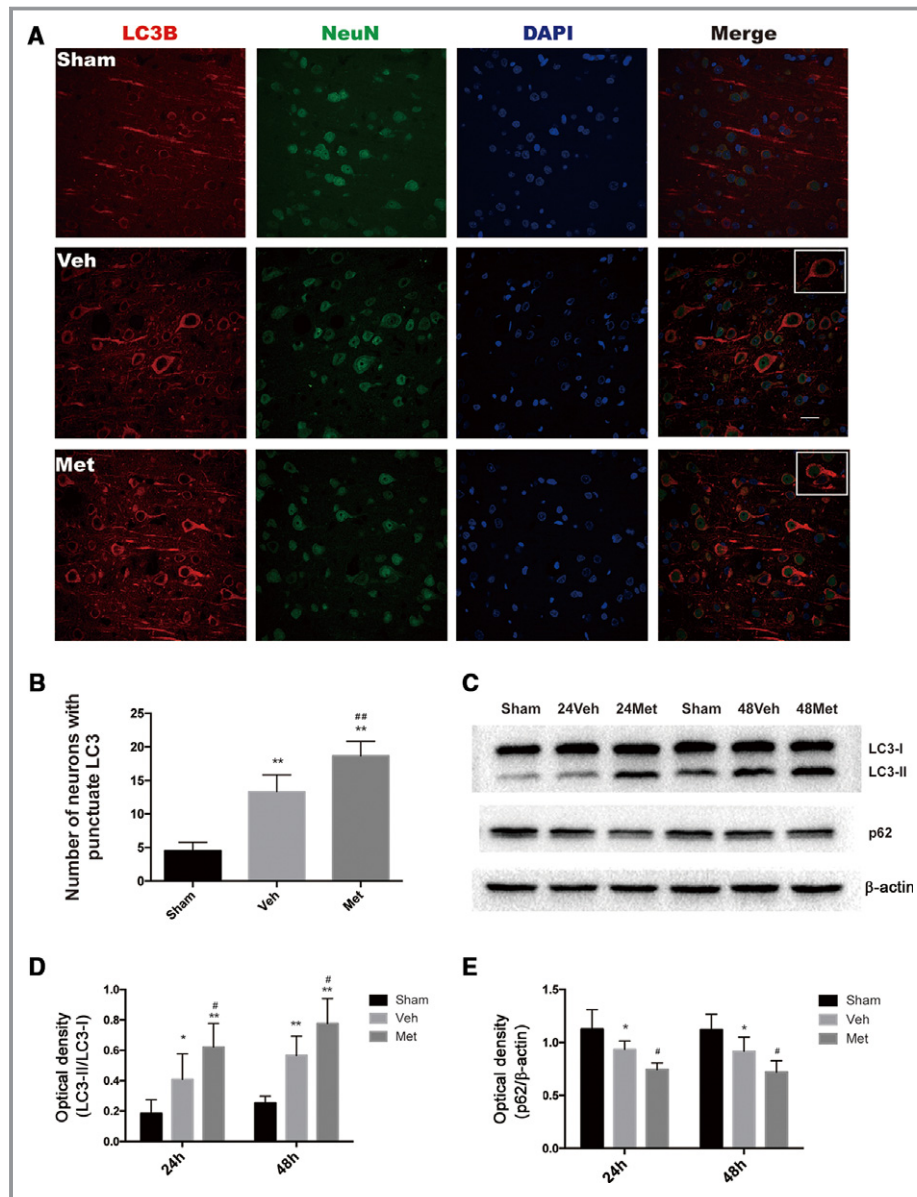 A
LC3B NeuN DAPI Merge
Sham
Veh
Met
B
Number of neurons with
punctuate LC3
25
20
15
10
5
0
**
##
**
Sham Veh Met
C
Sham 24Veh 24Met Sham 48Veh 48Met
LC3-I
LC3-II
p62
β-actin
D
Optical density
(LC3-II/LC3-I)
1.0
0.8
0.6
0.4
0.2
0.0
*
#
**
**
#
**
24h 48h
Sham
Veh
Met
E
Optical density
(p62/β-actin)
1.5
1.0
0.5
0.0
*
#
*
#
24h 48h
Sham
Veh
Met